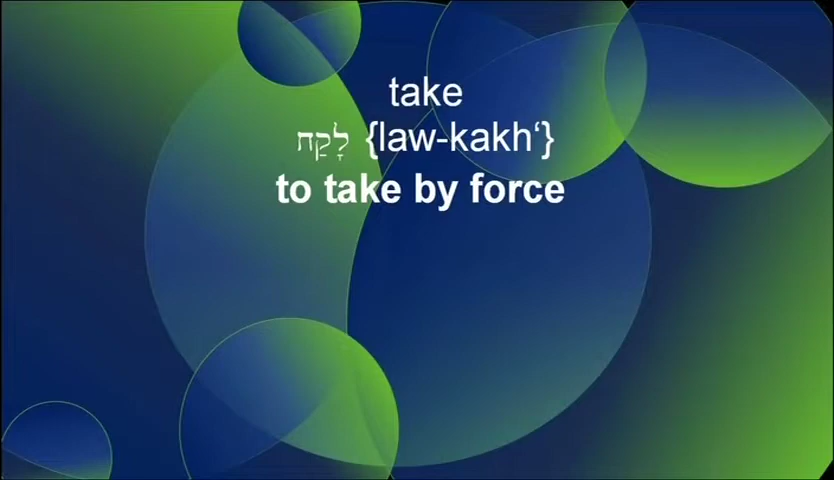 take
לָקַח {law-kakh‘}
to take by force